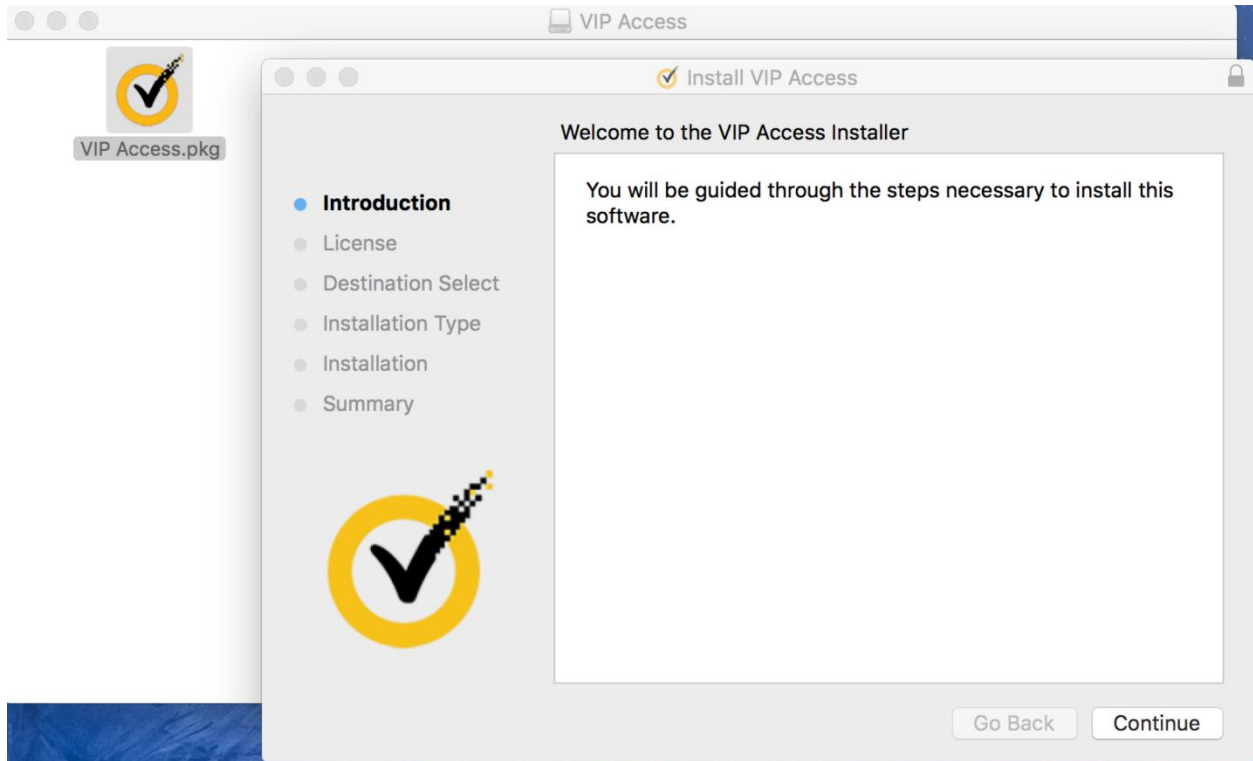 VIP Access
VIP Access.pkg
Install VIP Access
Welcome to the VIP Access Installer
Introduction
License
Destination Select
Installation Type
Installation
Summary
You will be guided through the steps necessary to install this
software.
Go Back
Continue